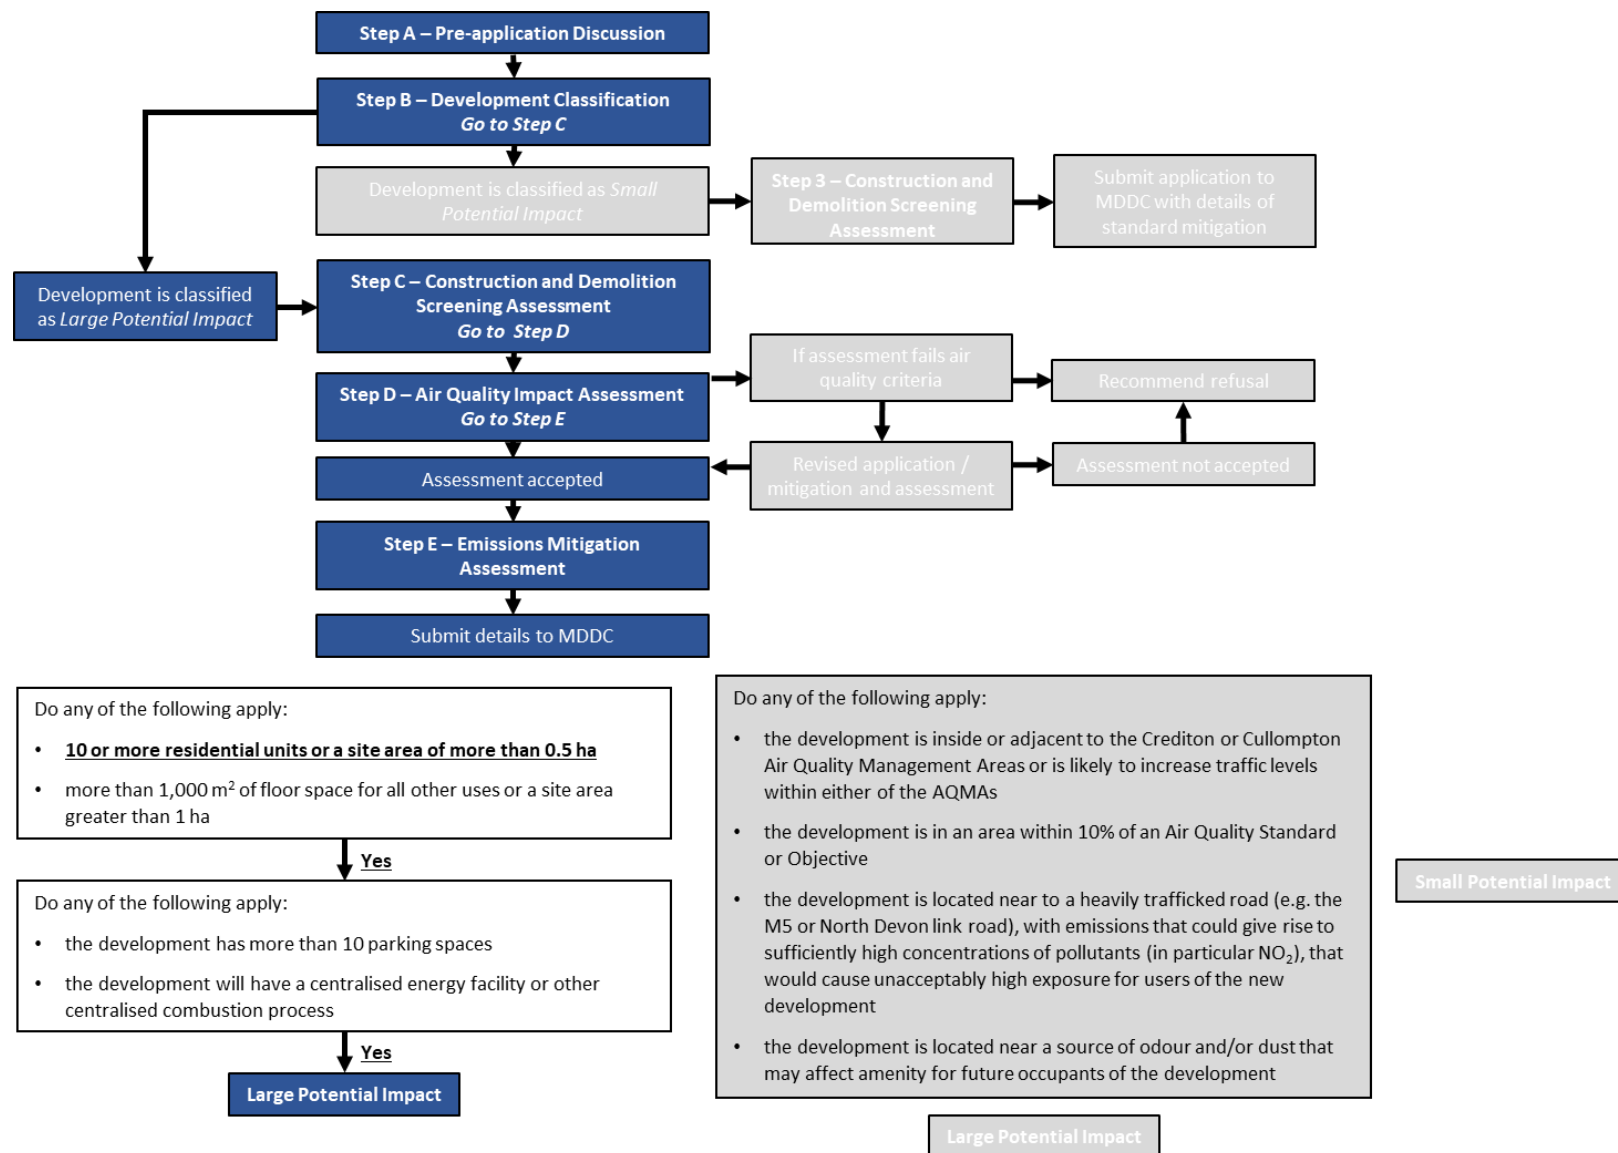 Step A – Pre-application Discussion
Step B – Development Classification
Go to Step C
Development is classified as Small
Potential Impact
Step 3 – Construction and
Demolition Screening
Assessment
Submit application to
MDDC with details of
standard mitigation
Development is classified
as Large Potential Impact
Step C – Construction and Demolition
Screening Assessment
Go to Step D
Step D – Air Quality Impact Assessment
Go to Step E
If assessment fails air
quality criteria
Recommend refusal
Assessment accepted
Revised application /
mitigation and assessment
Assessment not accepted
Step E – Emissions Mitigation
Assessment
Submit details to MDDC
Do any of the following apply:
• 10 or more residential units or a site area of more than 0.5 ha
• more than 1,000 m² of floor space for all other uses or a site area
greater than 1 ha
Yes
Do any of the following apply:
• the development has more than 10 parking spaces
• the development will have a centralised energy facility or other
centralised combustion process
Yes
Large Potential Impact
Do any of the following apply:
• the development is inside or adjacent to the Crediton or Cullompton
Air Quality Management Areas or is likely to increase traffic levels
within either of the AQMAs
• the development is in an area within 10% of an Air Quality Standard
or Objective
• the development is located near to a heavily trafficked road (e.g. the
M5 or North Devon link road), with emissions that could give rise to
sufficiently high concentrations of pollutants (in particular NO₂), that
would cause unacceptably high exposure for users of the new
development
• the development is located near a source of odour and/or dust that
may affect amenity for future occupants of the development
Small Potential Impact
Large Potential Impact